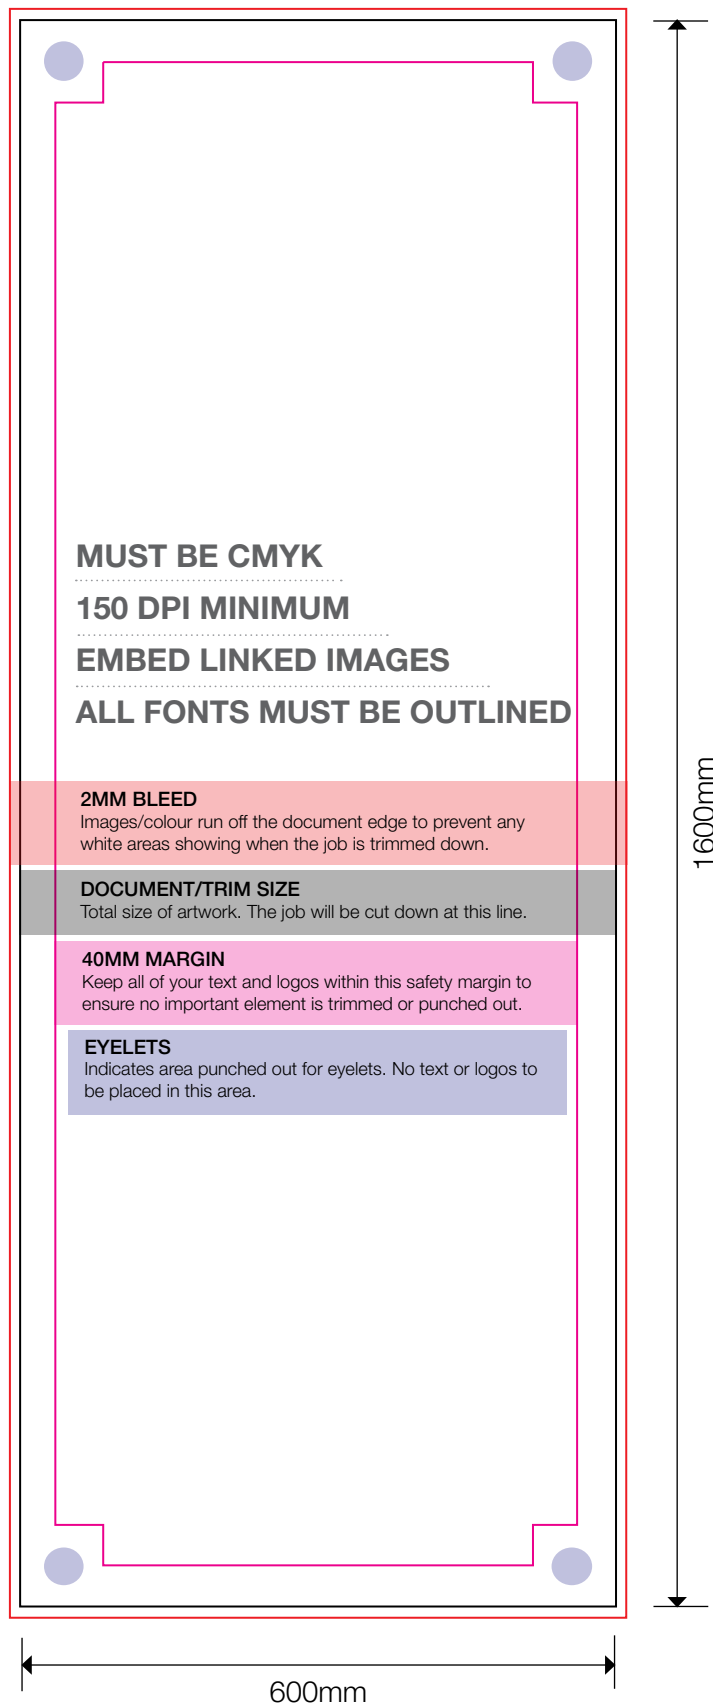 MUST BE CMYK
150 DPI MINIMUM
EMBED LINKED IMAGES
ALL FONTS MUST BE OUTLINED
2MM BLEED
Images/colour run off the document edge to prevent any
white areas showing when the job is trimmed down.
DOCUMENT/TRIM SIZE
Total size of artwork. The job will be cut down at this line.
40MM MARGIN
Keep all of your text and logos within this safety margin to
ensure no important element is trimmed or punched out.
EYELETS
Indicates area punched out for eyelets. No text or logos to
be placed in this area.
1600mm
600mm